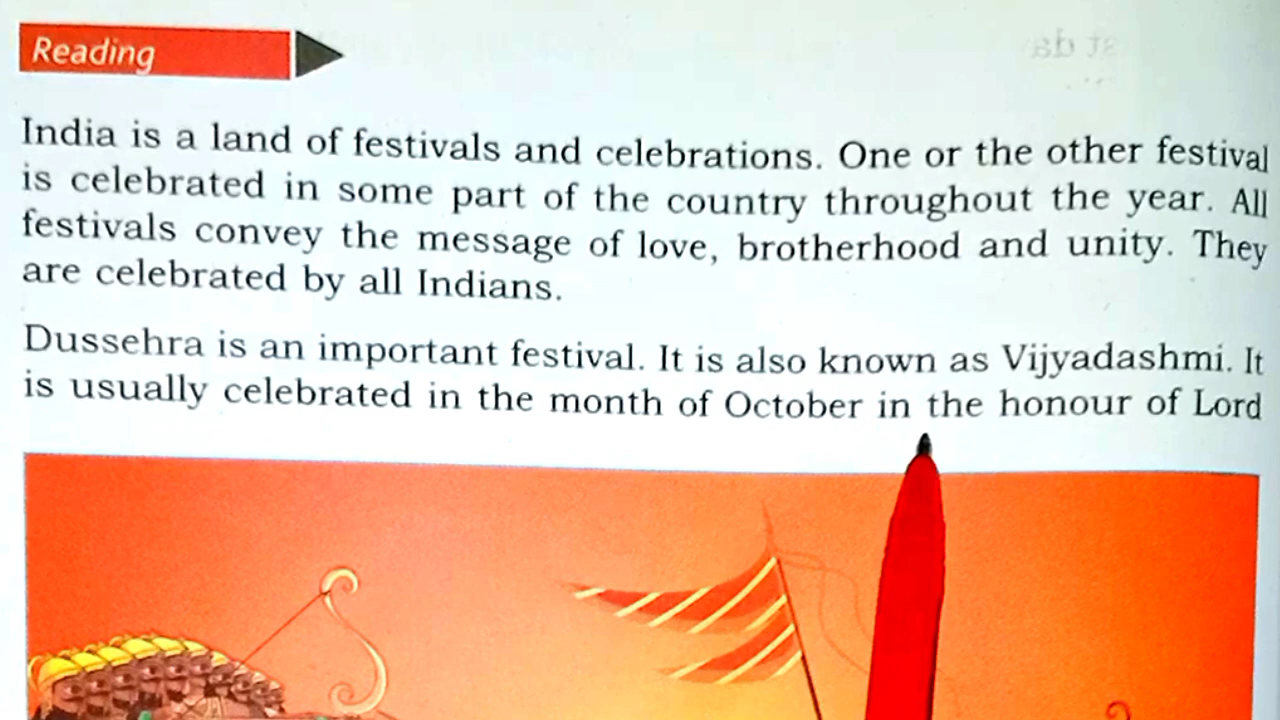 Reading
India is a land of festivals and celebrations. One or the other festival
is celebrated in some part of the country throughout the year. All
festivals convey the message of love, brotherhood and unity. They
are celebrated by all Indians.
Dussehra is an important festival. It is also known as Vijyadashmi. It
is usually celebrated in the month of October in the honour of Lord